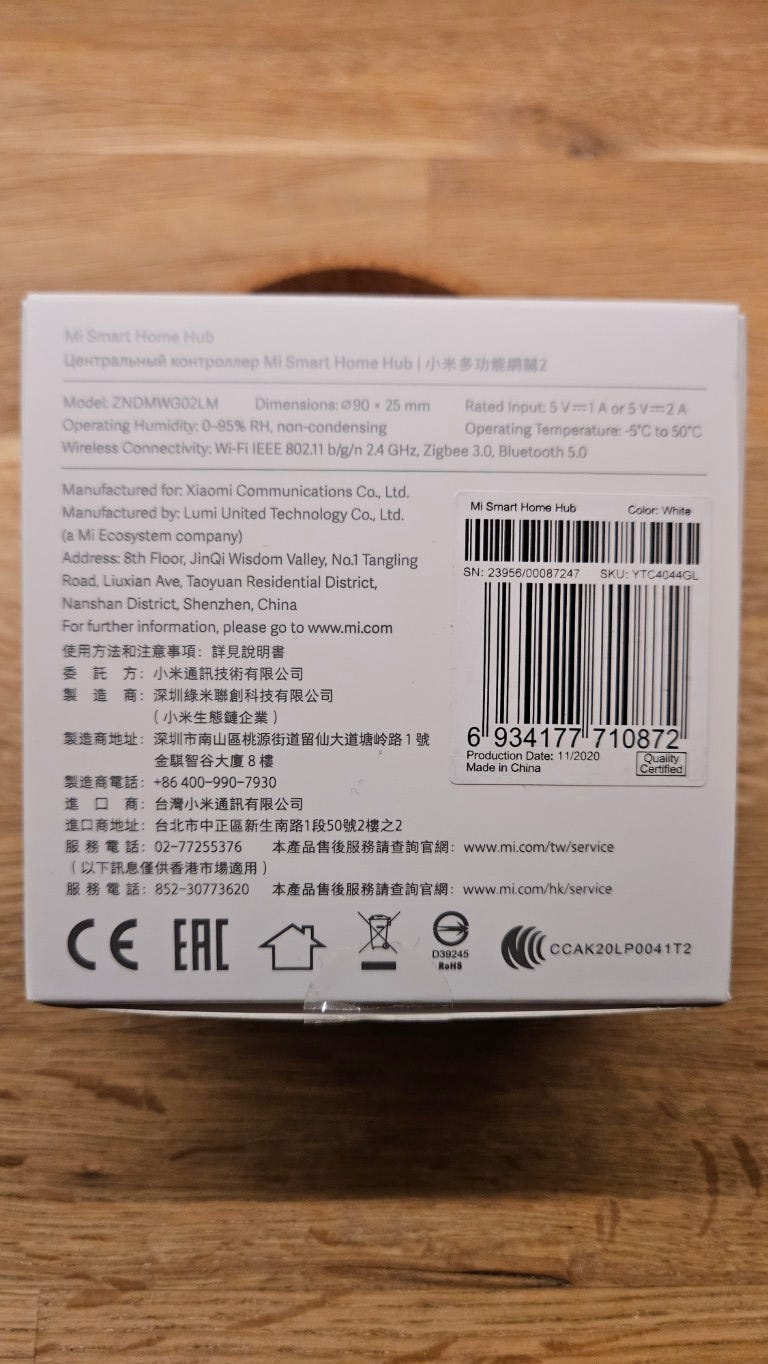 Mi Smart Home Hub
Центральный контроллер Mi Smart Home Hub | 小米多功能網關2
Model: ZNDMWG02LM Dimensions: Ø90 × 25 mm Rated Input: 5 V⎓1 A or 5 V⎓2 A
Operating Humidity: 0-95% RH, non-condensing Operating Temperature: -5°C to 50°C
Wireless Connectivity: Wi-Fi IEEE 802.11 b/g/n 2.4 GHz, Zigbee 3.0, Bluetooth 5.0
Manufactured for: Xiaomi Communications Co., Ltd.
Manufactured by: Lumi United Technology Co., Ltd.
(a Mi Ecosystem company)
Address: 8th Floor, JinQi Wisdom Valley, No.1 Tangling
Road, Liuxian Ave, Taoyuan Residential District,
Nanshan District, Shenzhen, China
For further information, please go to www.mi.com
使用方法和注意事項：詳見說明書
委託方：小米通訊技術有限公司
製造商：深圳綠米聯創科技有限公司
（小米生態鏈企業）
製造商地址：深圳市南山區桃源街道留仙大道塘岭路1號
金騏智谷大廈8樓
製造商電話：+86 400-990-7930
進口商：台灣小米通訊有限公司
進口商地址：台北市中正區新生南路1段50號2樓之2
服務電話：02-77255376 本產品售後服務請查詢官網：www.mi.com/tw/service
（以下訊息僅供香港市場適用）
服務電話：852-30773620 本產品售後服務請查詢官網：www.mi.com/hk/service
Mi Smart Home Hub Color: White
SN: 23956/00087247 SKU: YTC4044GL
6 934177 710872
Production Date: 11/2020
Made in China
Quality
Certified
CE EAC D39245 CCAK20LP0041T2
RoHS